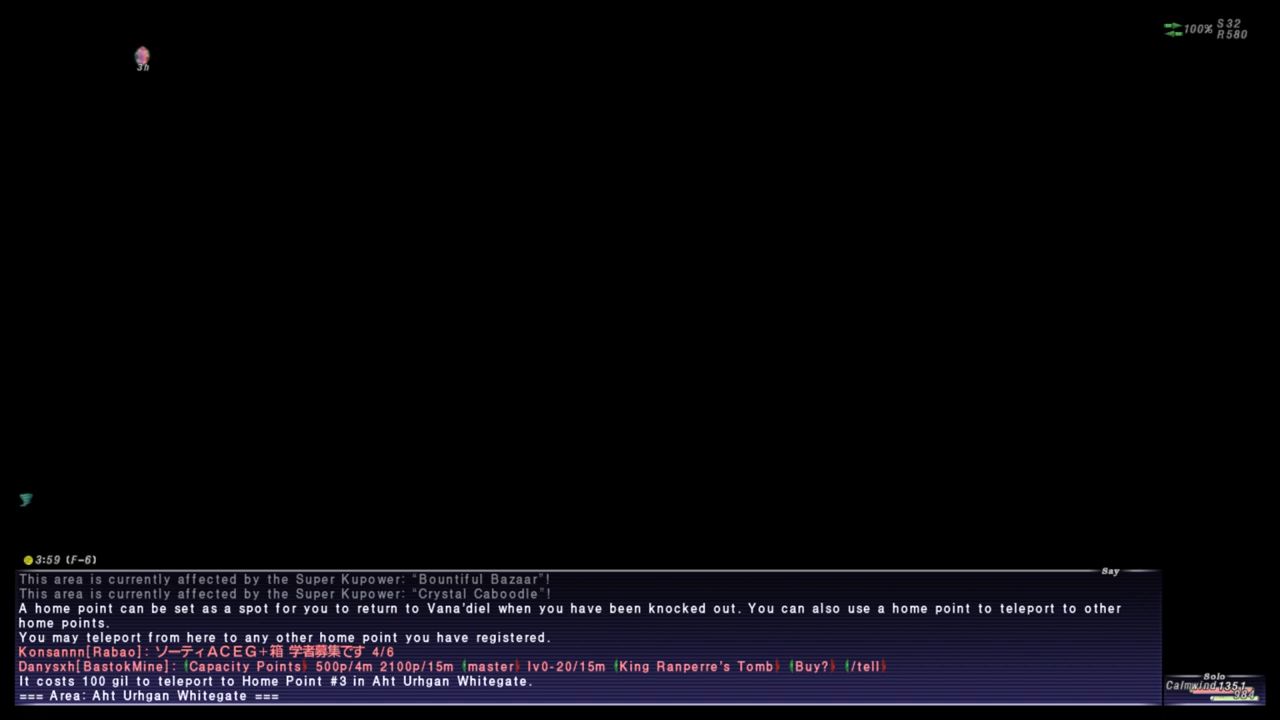 100% S 32
R 580
3h
3:59 (F-6)
Say
This area is currently affected by the Super Kupower: “Bountiful Bazaar”!
This area is currently affected by the Super Kupower: “Crystal Caboodle”!
A home point can be set as a spot for you to return to Vana'diel when you have been knocked out. You can also use a home point to teleport to other
home points.
You may teleport from here to any other home point you have registered.
Konsannn[Rabao]: ソーティACEG+箱 学者募集です 4/6
Danysxh[BastokMine]: Capacity Points 500p/4m 2100p/15m master lv0-20/15m King Ranperre's Tomb Buy? /tell
It costs 100 gil to teleport to Home Point #3 in Aht Urhgan Whitegate.
=== Area: Aht Urhgan Whitegate ===
Solo
Calmwind 1351
984